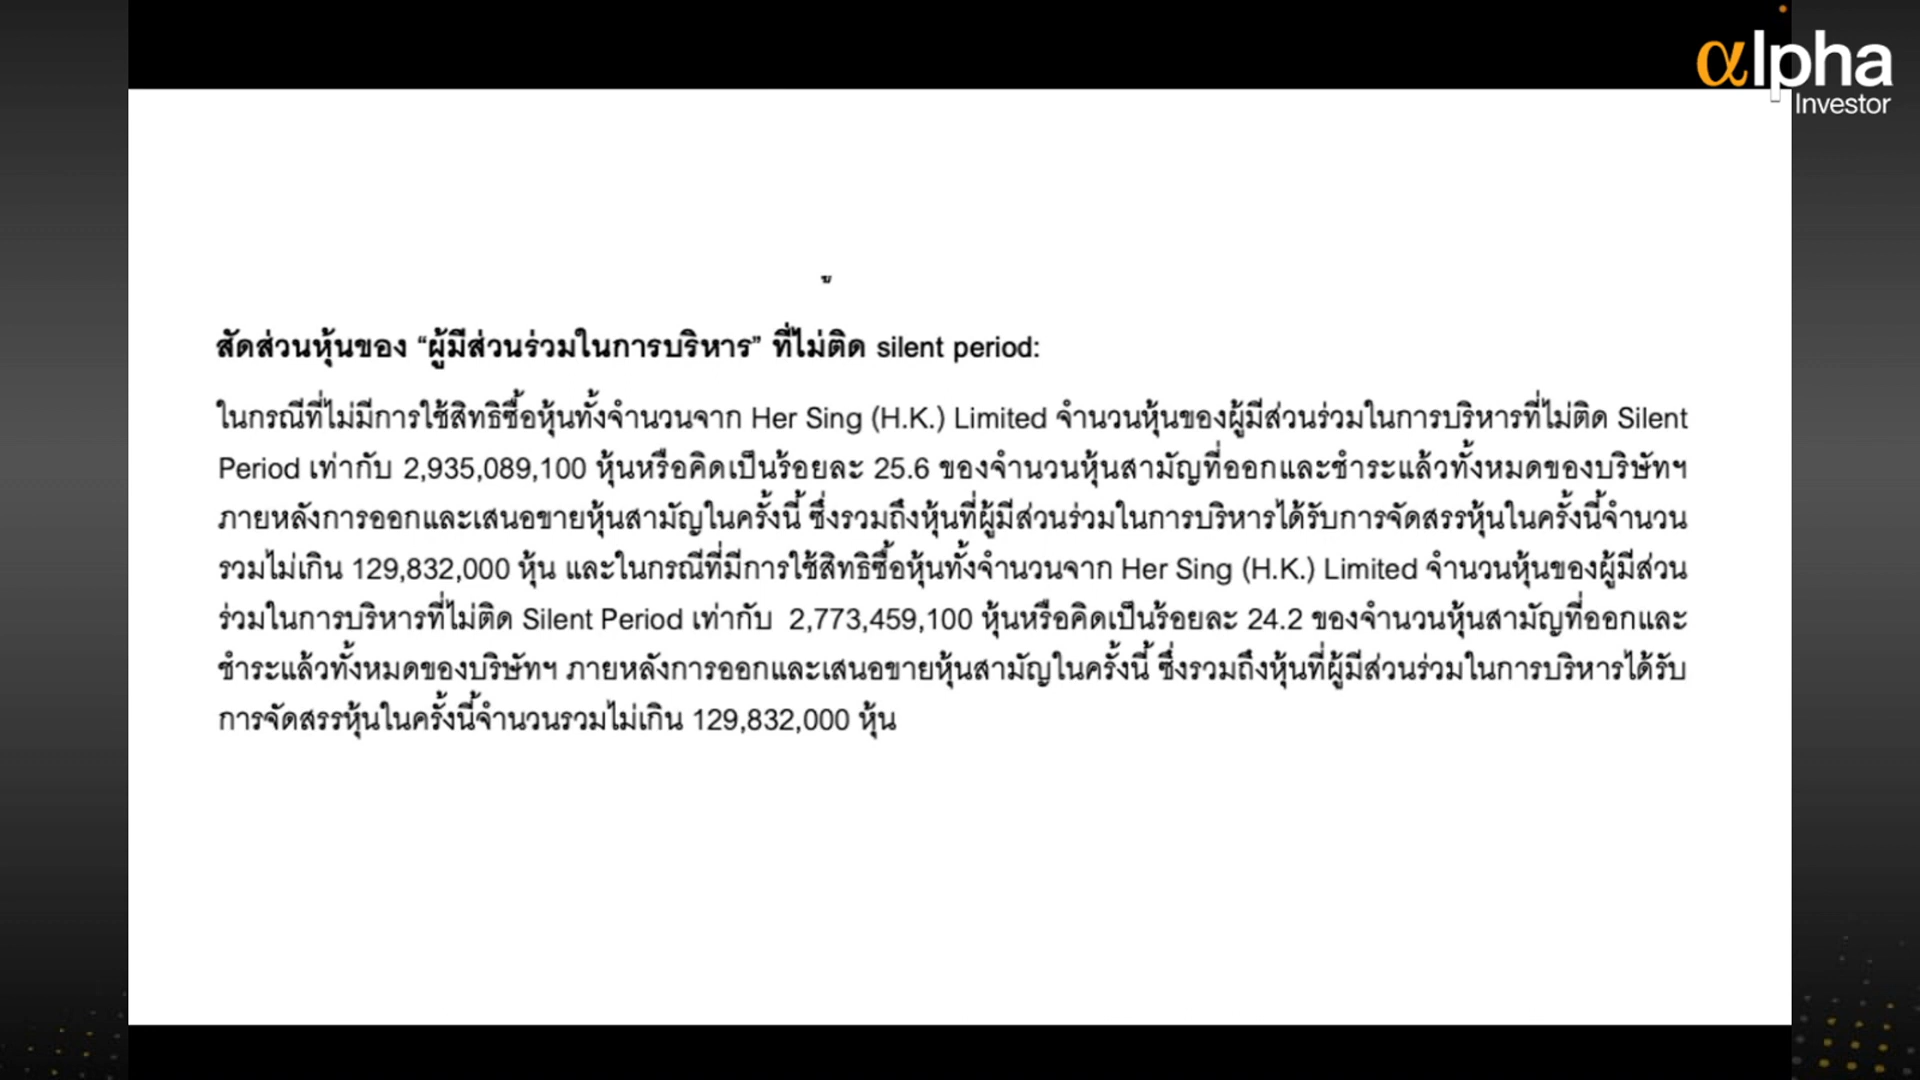 αlpha
Investor
สัดส่วนหุ้นของ “ผู้มีส่วนร่วมในการบริหาร” ที่ไม่ติด silent period:
ในกรณีที่ไม่มีการใช้สิทธิซื้อหุ้นทั้งจำนวนจาก Her Sing (H.K.) Limited จำนวนหุ้นของผู้มีส่วนร่วมในการบริหารที่ไม่ติด Silent
Period เท่ากับ 2,935,089,100 หุ้นหรือคิดเป็นร้อยละ 25.6 ของจำนวนหุ้นสามัญที่ออกและชำระแล้วทั้งหมดของบริษัทฯ
ภายหลังการออกและเสนอขายหุ้นสามัญในครั้งนี้ ซึ่งรวมถึงหุ้นที่ผู้มีส่วนร่วมในการบริหารได้รับการจัดสรรหุ้นในครั้งนี้จำนวน
รวมไม่เกิน 129,832,000 หุ้น และในกรณีที่มีการใช้สิทธิซื้อหุ้นทั้งจำนวนจาก Her Sing (H.K.) Limited จำนวนหุ้นของผู้มีส่วน
ร่วมในการบริหารที่ไม่ติด Silent Period เท่ากับ 2,773,459,100 หุ้นหรือคิดเป็นร้อยละ 24.2 ของจำนวนหุ้นสามัญที่ออกและ
ชำระแล้วทั้งหมดของบริษัทฯ ภายหลังการออกและเสนอขายหุ้นสามัญในครั้งนี้ ซึ่งรวมถึงหุ้นที่ผู้มีส่วนร่วมในการบริหารได้รับ
การจัดสรรหุ้นในครั้งนี้จำนวนรวมไม่เกิน 129,832,000 หุ้น